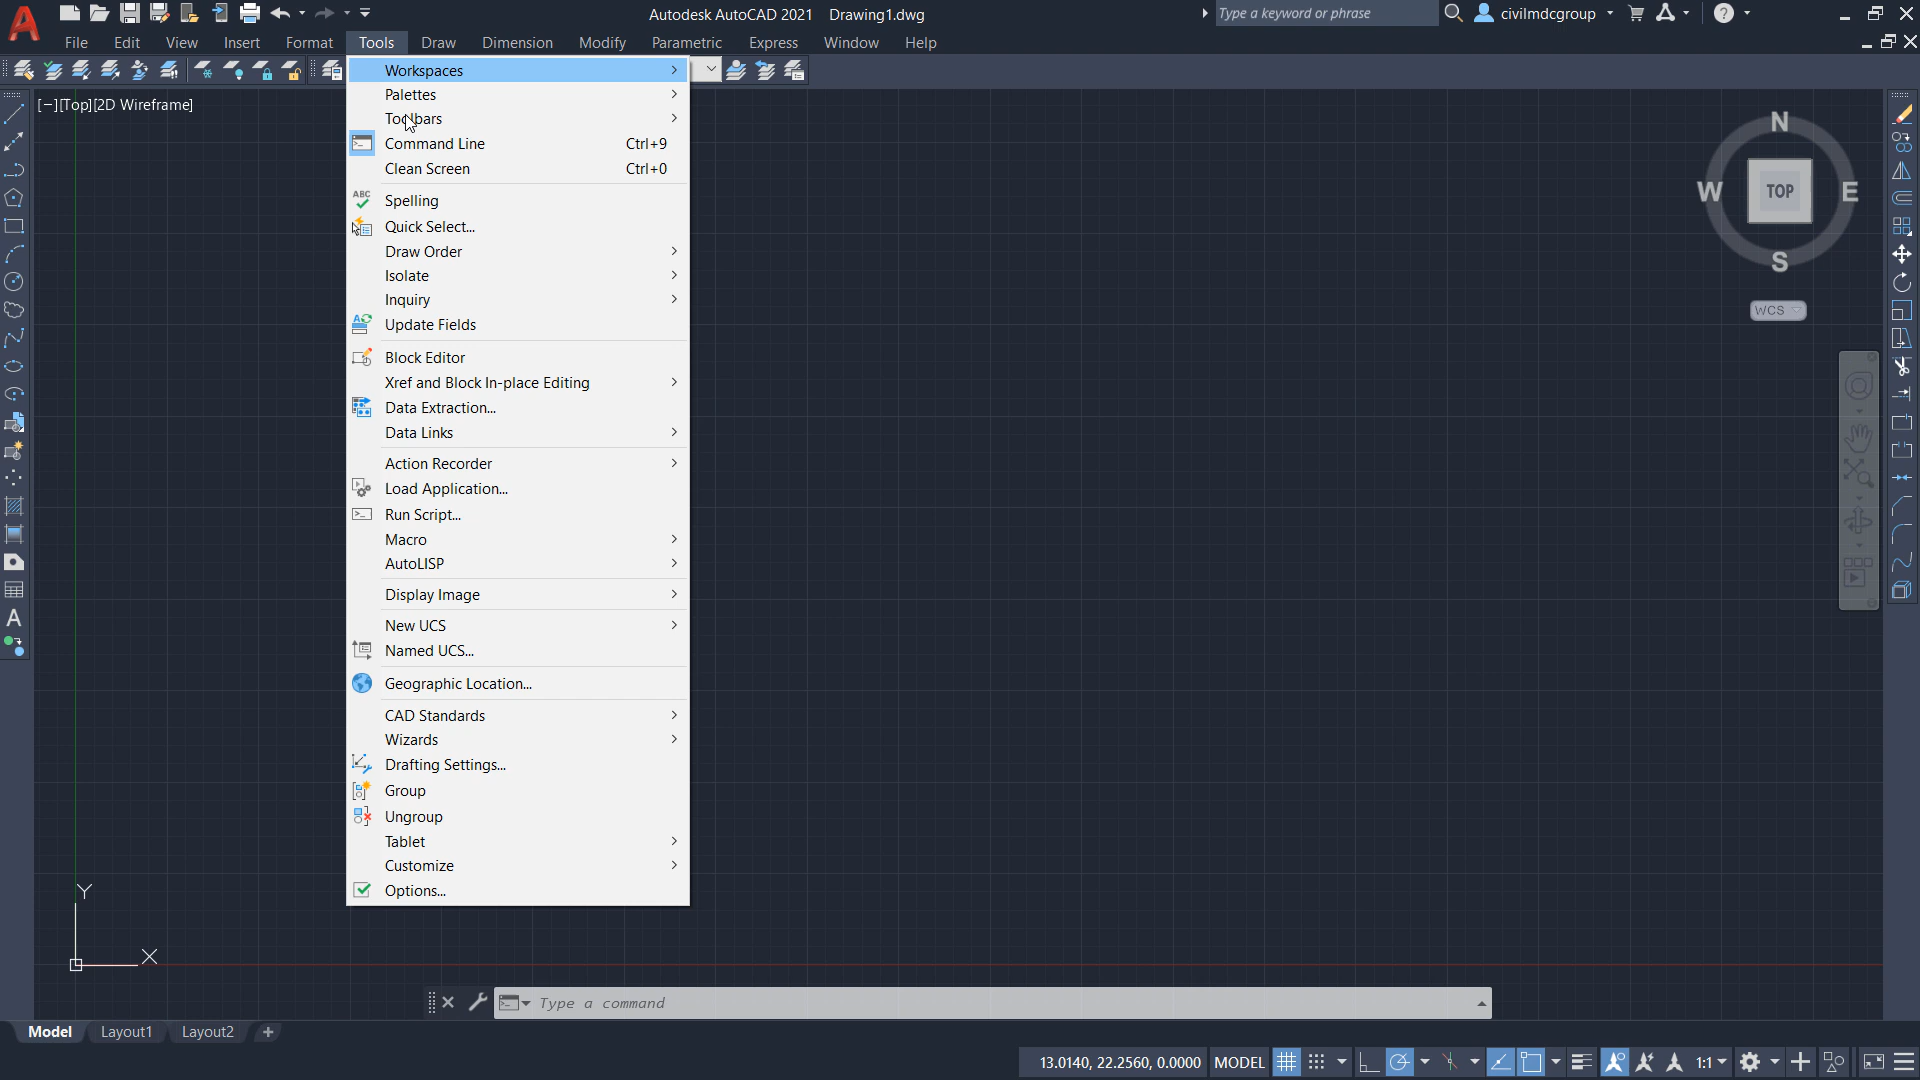 Autodesk AutoCAD 2021 Drawing1.dwg
Type a keyword or phrase
civilmdcgroup
File Edit View Insert Format Tools Draw Dimension Modify Parametric Express Window Help
[−][Top][2D Wireframe]
Workspaces
Palettes
Toolbars
Command Line Ctrl+9
Clean Screen Ctrl+0
ABC
Spelling
Quick Select...
Draw Order
Isolate
Inquiry
Update Fields
Block Editor
Xref and Block In-place Editing
Data Extraction...
Data Links
Action Recorder
Load Application...
Run Script...
Macro
AutoLISP
Display Image
New UCS
Named UCS...
Geographic Location...
CAD Standards
Wizards
Drafting Settings...
Group
Ungroup
Tablet
Customize
Options...
N
W TOP E
S
WCS
A
Y
X
Type a command
Model Layout1 Layout2 +
13.0140, 22.2560, 0.0000 MODEL 1:1